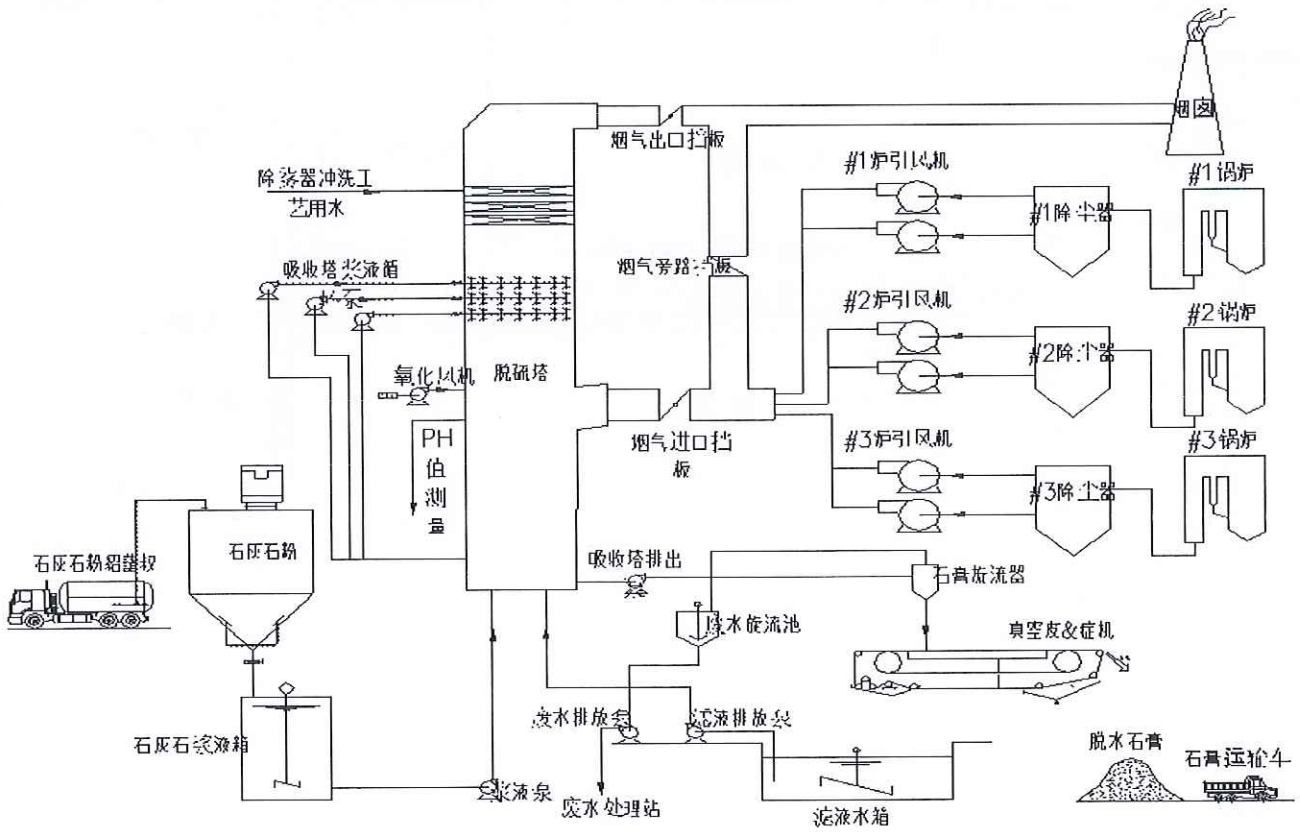 烟囱
烟气出口挡板
#1炉引风机
#1锅炉
除雾器冲洗工
艺用水
#1除尘器
吸收塔浆液箱
烟气旁路挡板
#2炉引风机
#2锅炉
#2除尘器
脱硫塔
氧化风机
PH
值
测
量
烟气进口挡
板
#3炉引风机
#3锅炉
#3除尘器
石灰石粉
石灰石粉
吸收塔排出
石膏旋流器
废水旋流池
真空皮
机
废水排放泵
滤液排放泵
石灰石浆液箱
脱水石膏
石膏运输车
浆液泵
废水处理站
滤液水箱